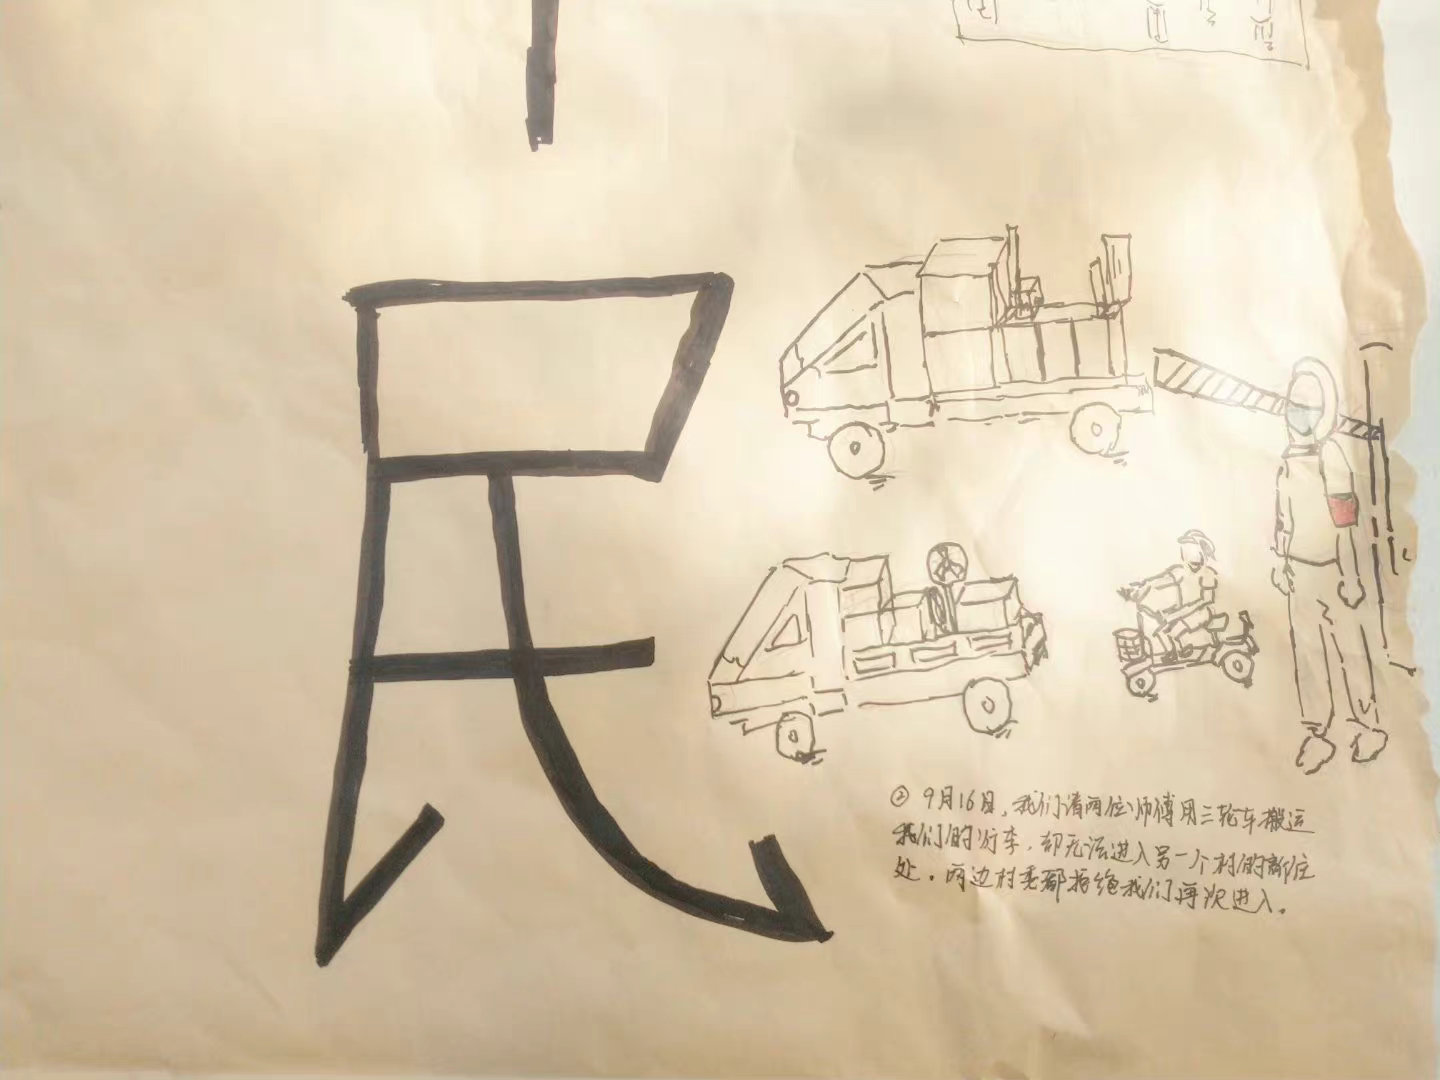 民
② 9月16日，我们请两位师傅用三轮车搬运
我们的行李，却无法进入另一个村的新住
处。两边村委都拒绝我们再次进入。